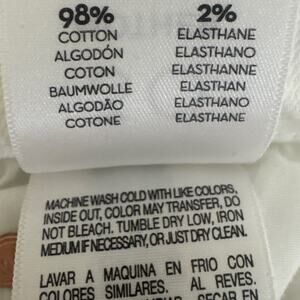 98% 2%
COTTON ELASTHANE
ALGODÓN ELASTHANO
COTON ELASTHANNE
BAUMWOLLE ELASTHAN
ALGODÃO ELASTHANO
COTONE ELASTHANE
MACHINE WASH COLD WITH LIKE COLORS,
INSIDE OUT, COLOR MAY TRANSFER, DO
NOT BLEACH. TUMBLE DRY LOW, IRON
MEDIUM IF NECESSARY, OR JUST DRY CLEAN.
LAVAR A MAQUINA EN FRIO CON
COLORES SIMILARES. AL REVES.